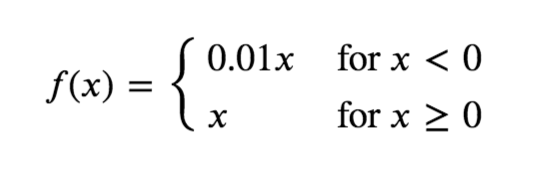 f(x) = { 0.01x for x < 0
x for x ≥ 0